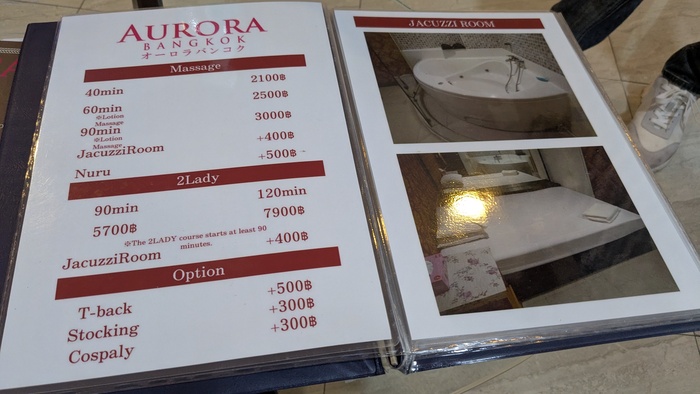 AURORA
BANGKOK
オーロラバンコク
Massage
40min 2100฿
60min 2500฿
※Lotion
Massage
90min 3000฿
※Lotion
Massage
JacuzziRoom +400฿
Nuru +500฿
2Lady
90min 120min
5700฿ 7900฿
※The 2LADY course starts at least 90
minutes.
JacuzziRoom +400฿
Option
T-back +500฿
Stocking +300฿
Cospaly +300฿
JACUZZI ROOM